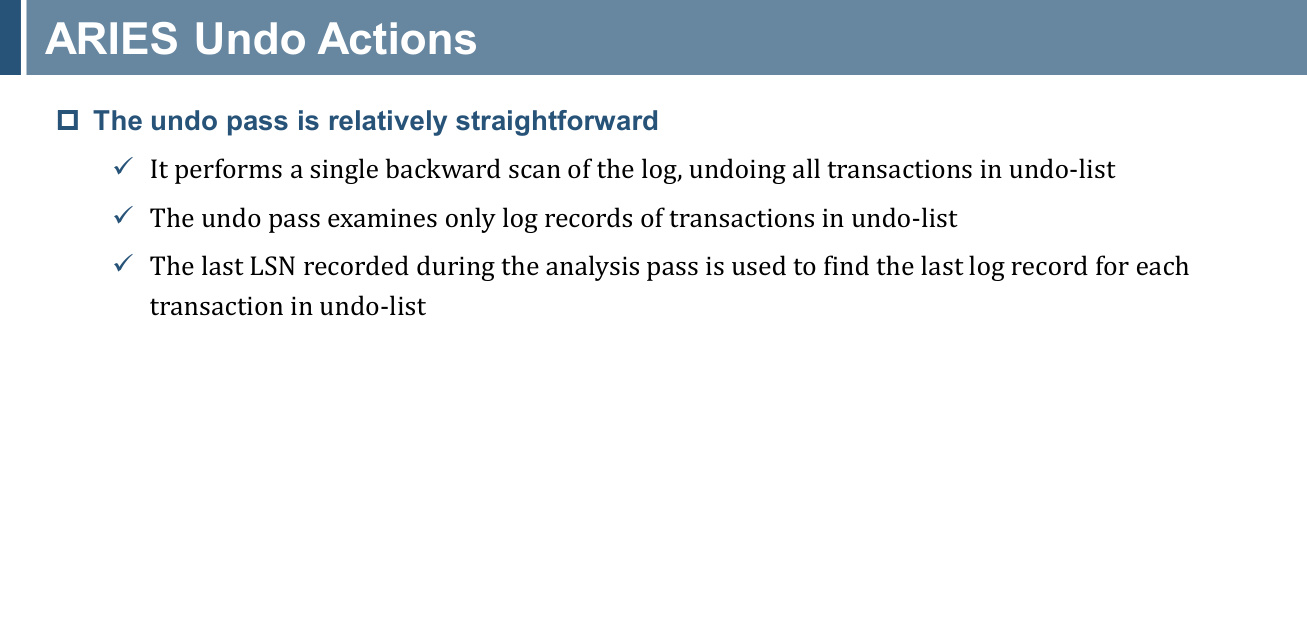 ARIES Undo Actions
The undo pass is relatively straightforward
It performs a single backward scan of the log, undoing all transactions in undo-list
The undo pass examines only log records of transactions in undo-list
The last LSN recorded during the analysis pass is used to find the last log record for each
transaction in undo-list